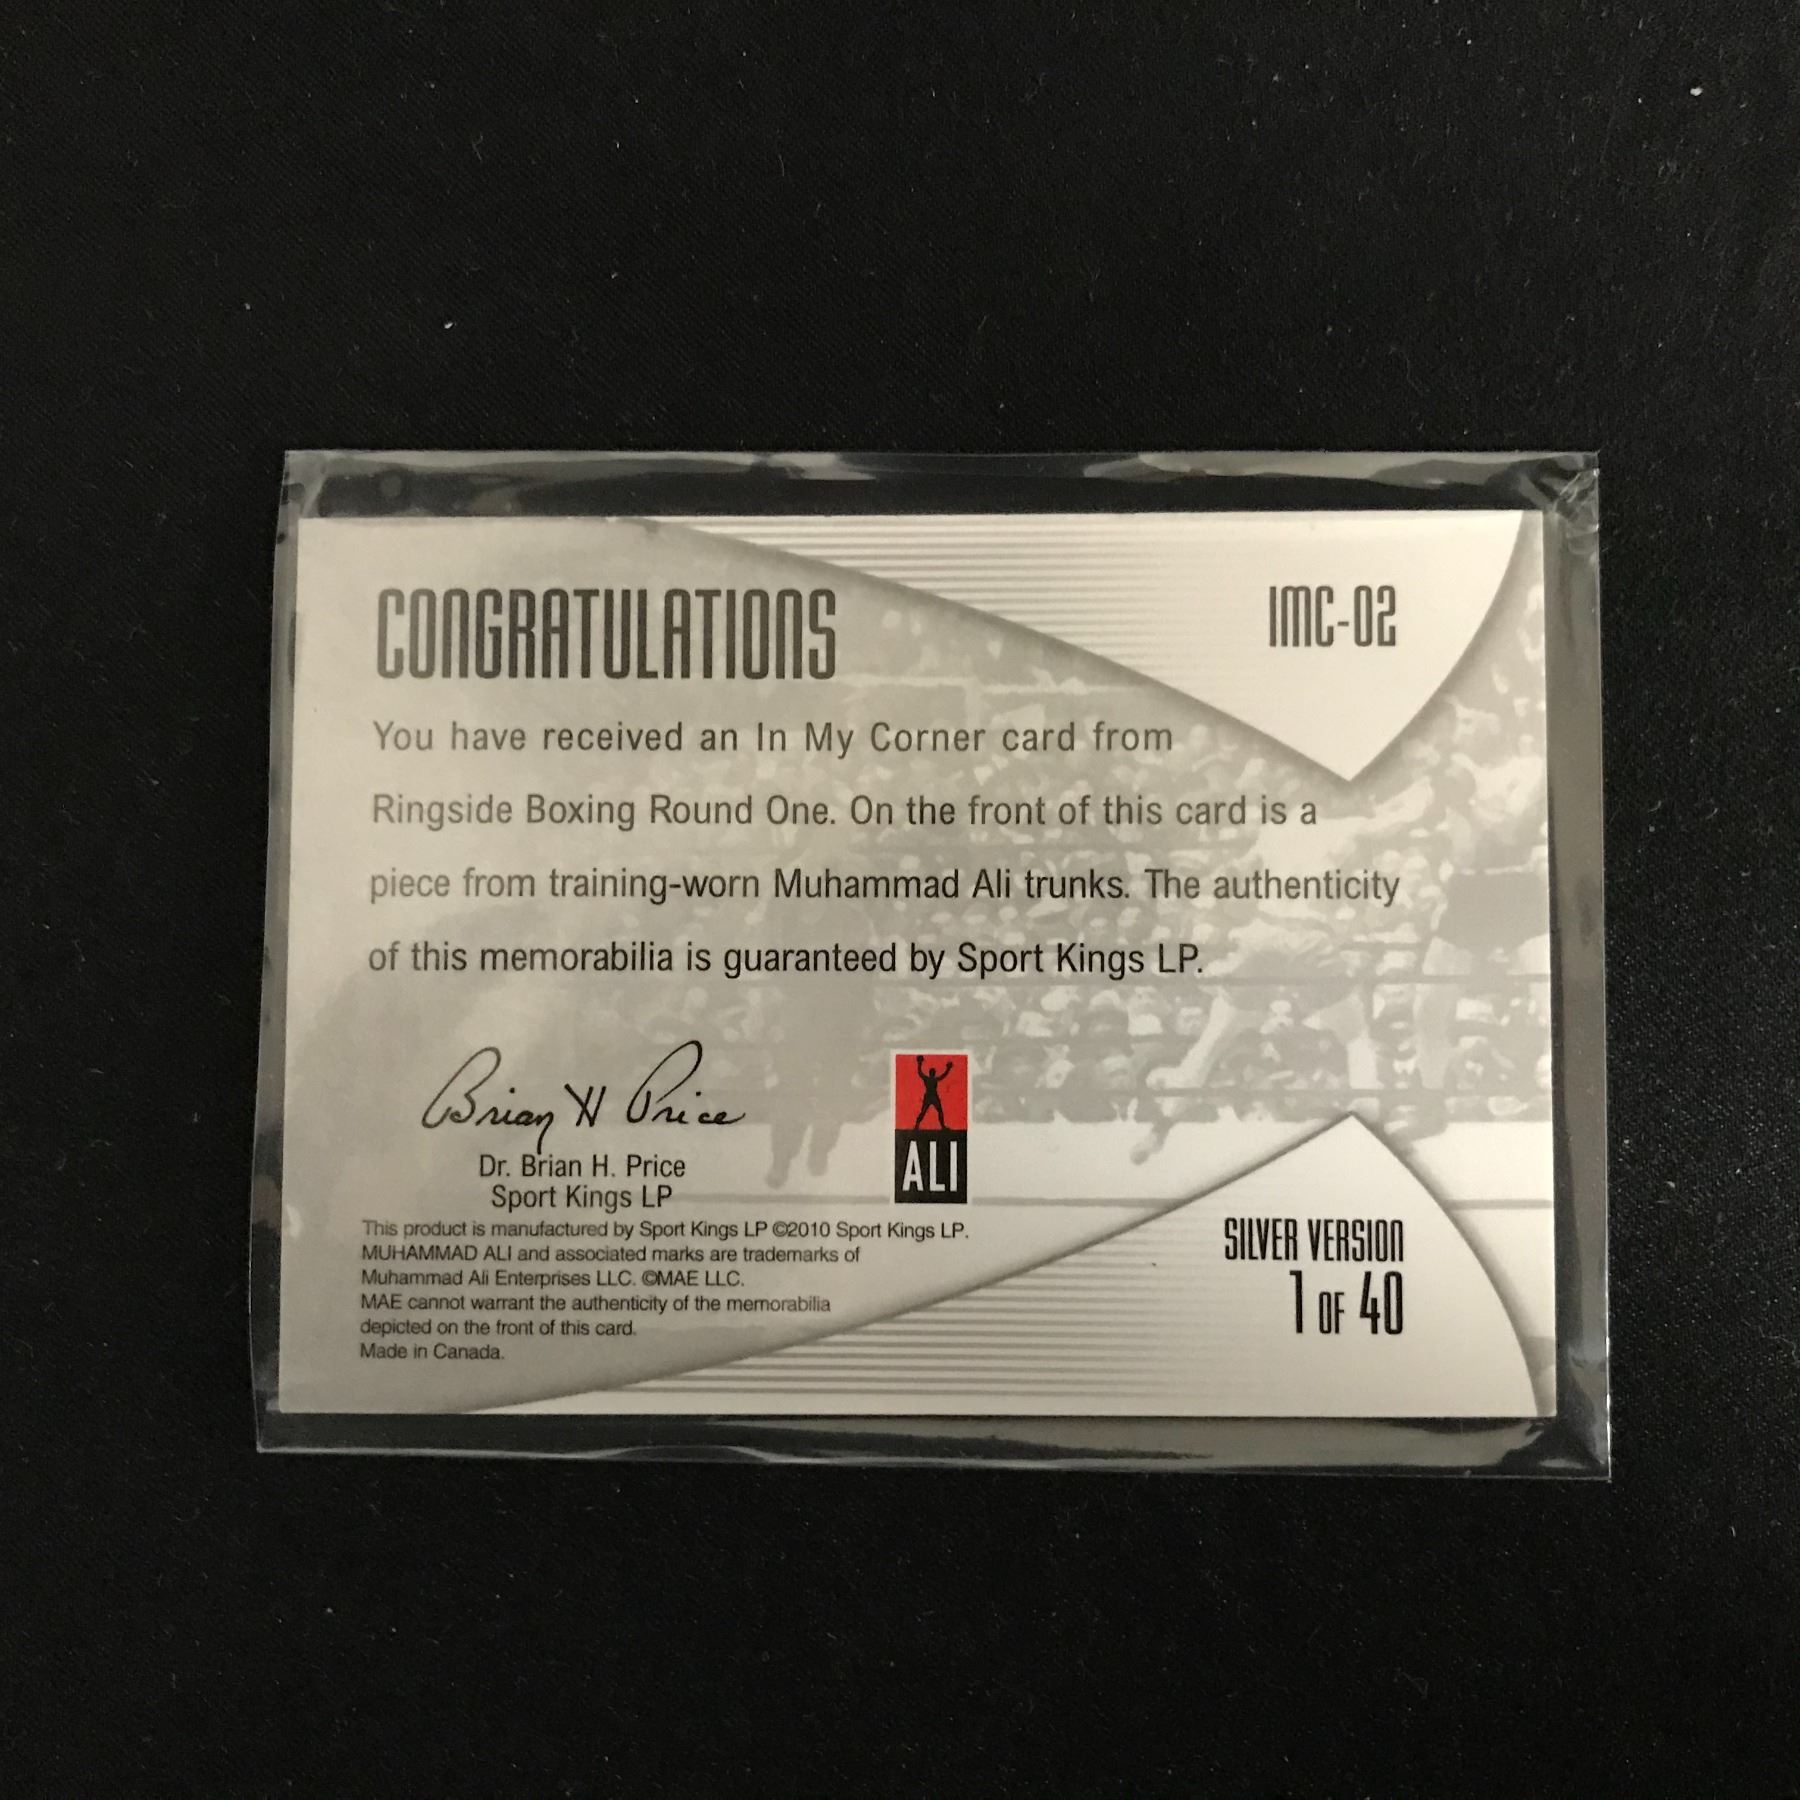 CONGRATULATIONS
IMC-02
You have received an In My Corner card from
Ringside Boxing Round One. On the front of this card is a
piece from training-worn Muhammad Ali trunks. The authenticity
of this memorabilia is guaranteed by Sport Kings LP.
Brian H Price
Dr. Brian H. Price
Sport Kings LP
ALI
This product is manufactured by Sport Kings LP ©2010 Sport Kings LP.
MUHAMMAD ALI and associated marks are trademarks of
Muhammad Ali Enterprises LLC. ©MAE LLC.
MAE cannot warrant the authenticity of the memorabilia
depicted on the front of this card.
Made in Canada.
SILVER VERSION
1 OF 40